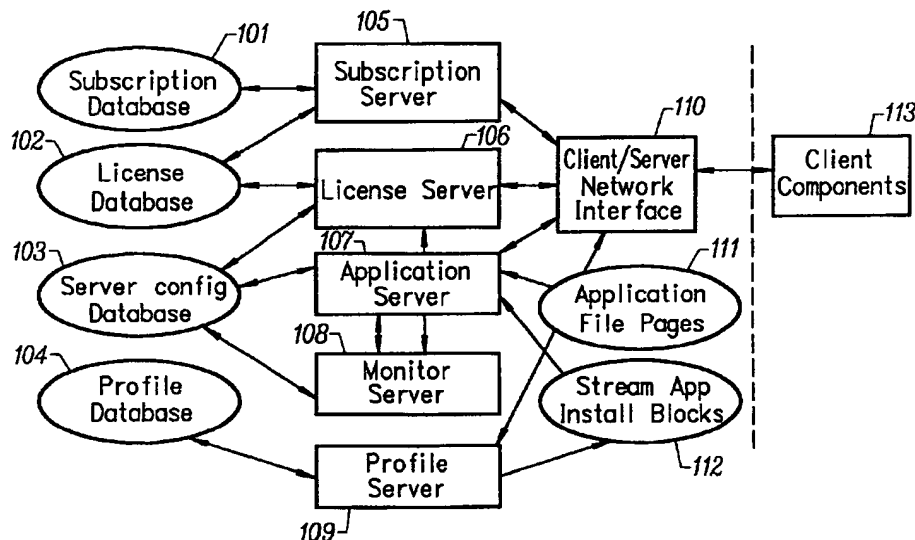 101
Subscription
Database
102
License
Database
103
Server config
Database
104
Profile
Database
105
Subscription
Server
106
License Server
107
Application
Server
108
Monitor
Server
Profile
Server
109
110
Client/Server
Network
Interface
111
Application
File Pages
Stream App
Install Blocks
112
113
Client
Components